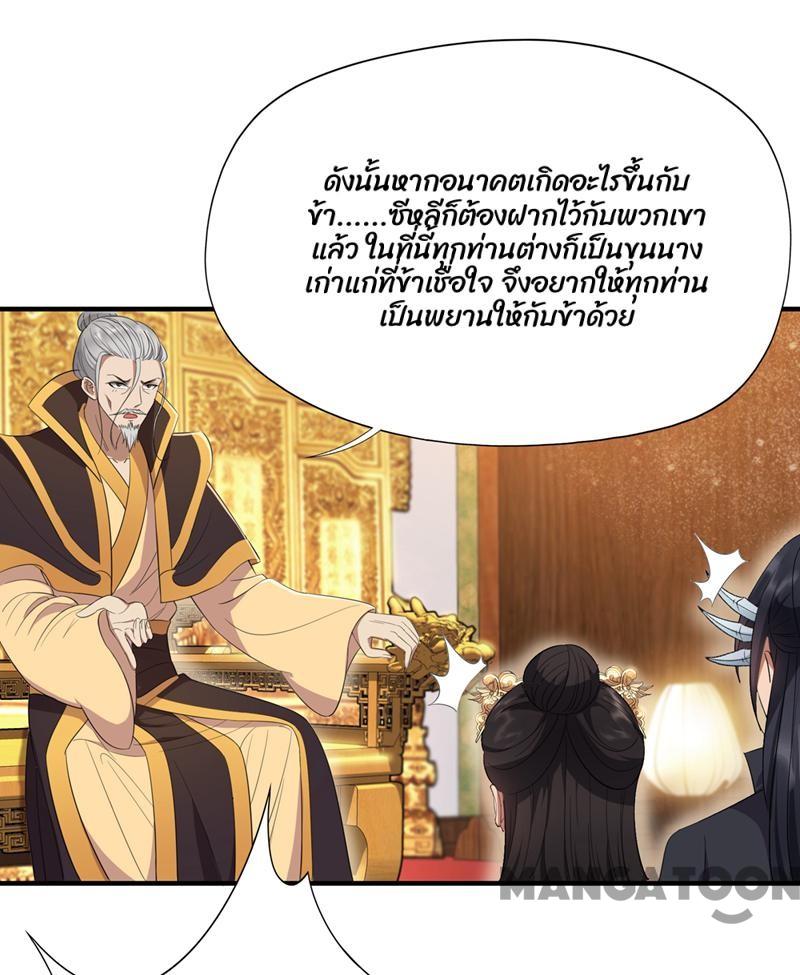 ดังนั้นหากอนาคตเกิดอะไรขึ้นกับ
ข้า......ซีหลีก็ต้องฝากไว้กับพวกเขา
แล้ว ในที่นี้ทุกท่านต่างก็เป็นขุนนาง
เก่าแก่ที่ข้าเชื่อใจ จึงอยากให้ทุกท่าน
เป็นพยานให้กับข้าด้วย
MANGATOON